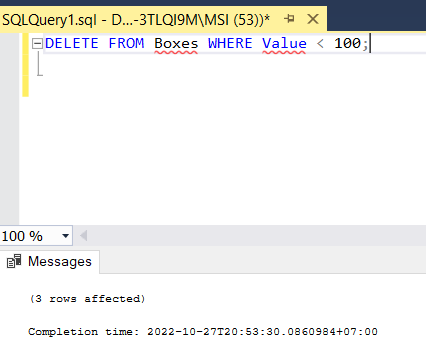 SQLQuery1.sql - D...-3TLQI9M\MSI (53))*
DELETE FROM Boxes WHERE Value < 100;
100 %
Messages
(3 rows affected)
Completion time: 2022-10-27T20:53:30.0860984+07:00